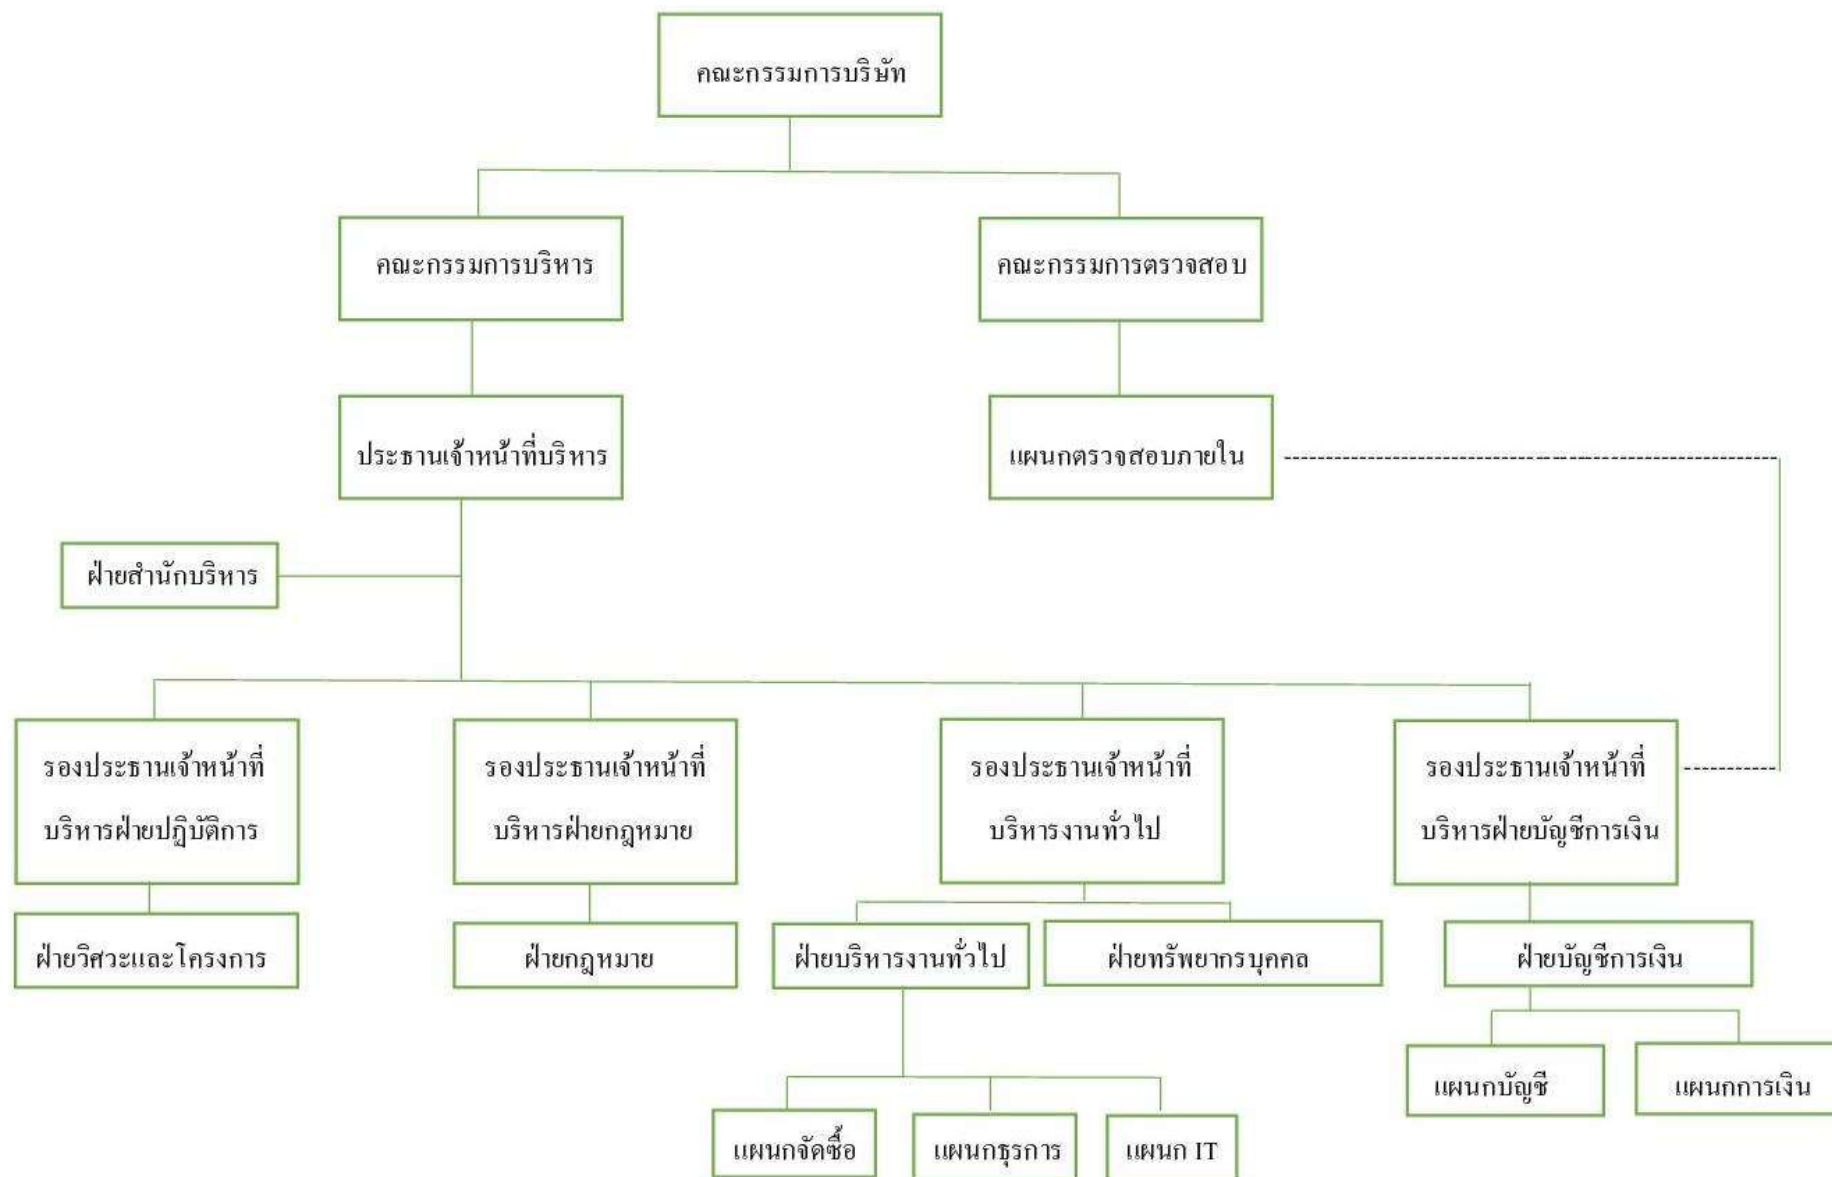 คณะกรรมการบริษัท
คณะกรรมการบริหาร
คณะกรรมการตรวจสอบ
ประธานเจ้าหน้าที่บริหาร
แผนกตรวจสอบภายใน
ฝ่ายสำนักบริหาร
รองประธานเจ้าหน้าที่
บริหารฝ่ายปฏิบัติการ
รองประธานเจ้าหน้าที่
บริหารฝ่ายกฎหมาย
รองประธานเจ้าหน้าที่
บริหารงานทั่วไป
รองประธานเจ้าหน้าที่
บริหารฝ่ายบัญชีการเงิน
ฝ่ายวิศวะและโครงการ
ฝ่ายกฎหมาย
ฝ่ายบริหารงานทั่วไป
ฝ่ายทรัพยากรบุคคล
ฝ่ายบัญชีการเงิน
แผนกบัญชี
แผนกการเงิน
แผนกจัดซื้อ
แผนกธุรการ
แผนก IT